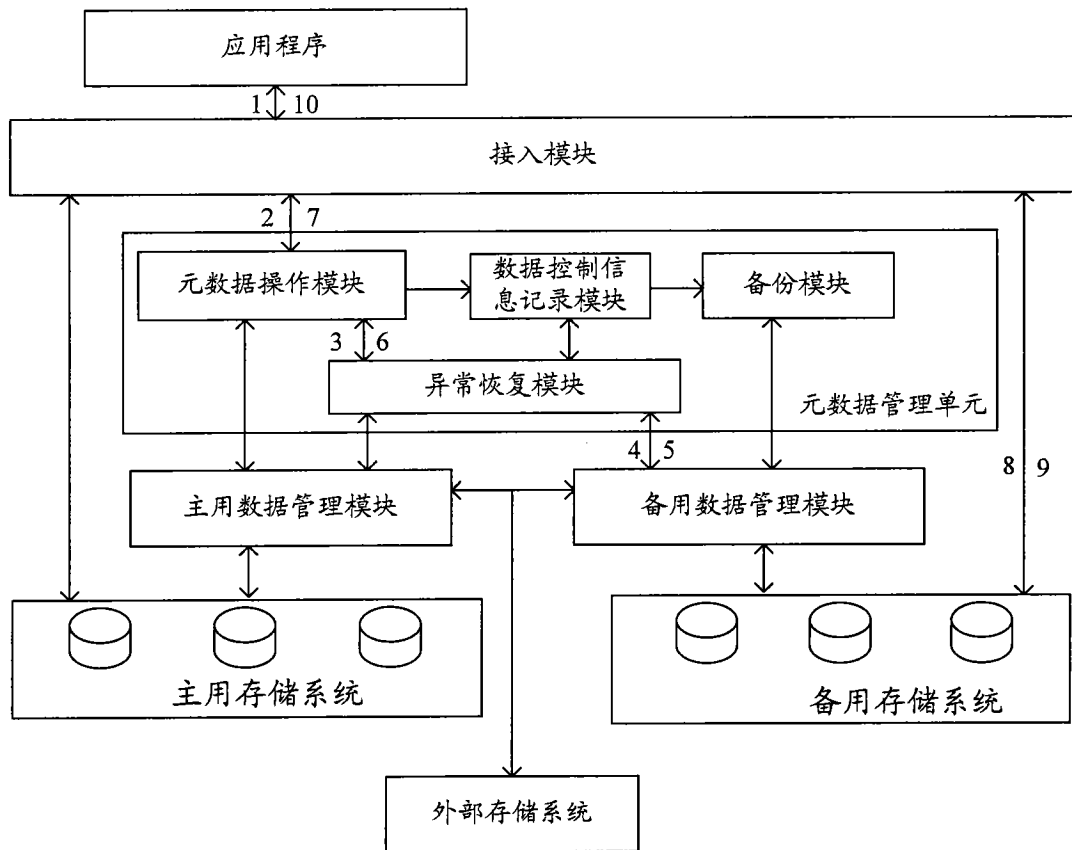 应用程序
1 10
接入模块
2 7
元数据操作模块
数据控制信
息记录模块
备份模块
3 6
异常恢复模块
元数据管理单元
4 5
8 9
主用数据管理模块
备用数据管理模块
主用存储系统
备用存储系统
外部存储系统